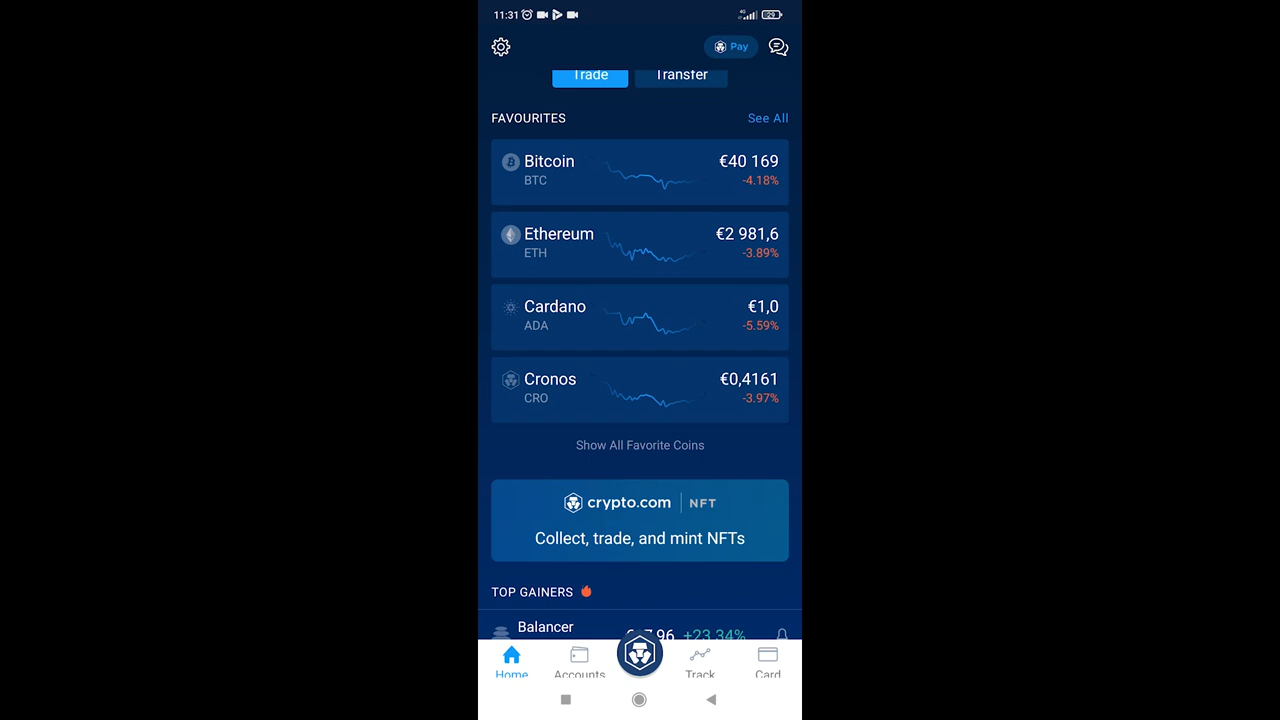 11:31 4G 29
Pay
Trade Transfer
FAVOURITES See All
Bitcoin €40 169
BTC -4.18%
Ethereum €2 981,6
ETH -3.89%
Cardano €1,0
ADA -5.59%
Cronos €0,4161
CRO -3.97%
Show All Favorite Coins
crypto.com NFT
Collect, trade, and mint NFTs
TOP GAINERS
Balancer +23.34%
Home Accounts Track Card